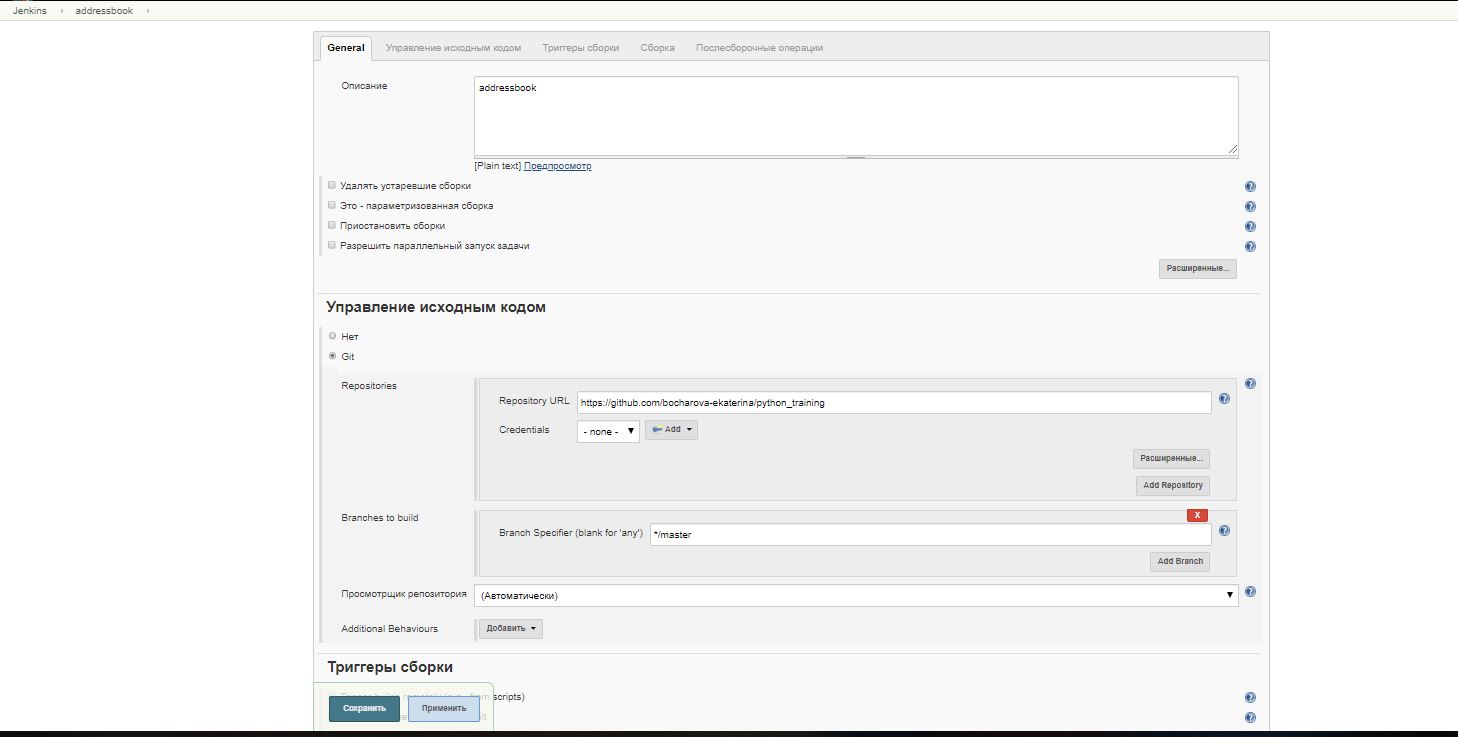 Jenkins › addressbook ›
General Управление исходным кодом Триггеры сборки Сборка Послесборочные операции
Описание
addressbook
[Plain text] Предпросмотр
Удалять устаревшие сборки
Это - параметризованная сборка
Приостановить сборки
Разрешить параллельный запуск задачи
Расширенные...
Управление исходным кодом
Нет
Git
Repositories
Repository URL https://github.com/bocharova-ekaterina/python_training
Credentials - none - Add
Расширенные...
Add Repository
Branches to build
X
Branch Specifier (blank for 'any') */master
Add Branch
Просмотрщик репозитория (Автоматически)
Additional Behaviours Добавить
Триггеры сборки
scripts)
Сохранить Применить